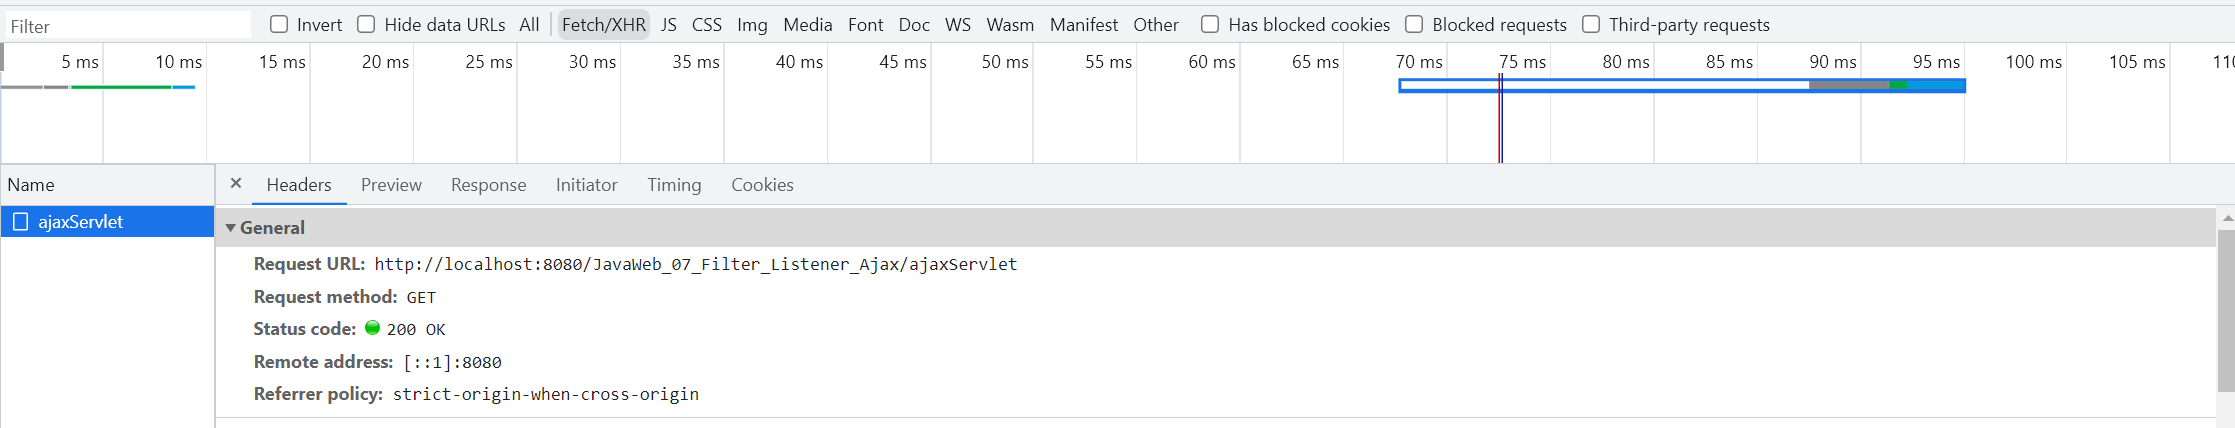 Filter Invert Hide data URLs All Fetch/XHR JS CSS Img Media Font Doc WS Wasm Manifest Other Has blocked cookies Blocked requests Third-party requests
5 ms 10 ms 15 ms 20 ms 25 ms 30 ms 35 ms 40 ms 45 ms 50 ms 55 ms 60 ms 65 ms 70 ms 75 ms 80 ms 85 ms 90 ms 95 ms 100 ms 105 ms
Name × Headers Preview Response Initiator Timing Cookies
ajaxServlet
General
Request URL: http://localhost:8080/JavaWeb_07_Filter_Listener_Ajax/ajaxServlet
Request method: GET
Status code: 200 OK
Remote address: [::1]:8080
Referrer policy: strict-origin-when-cross-origin